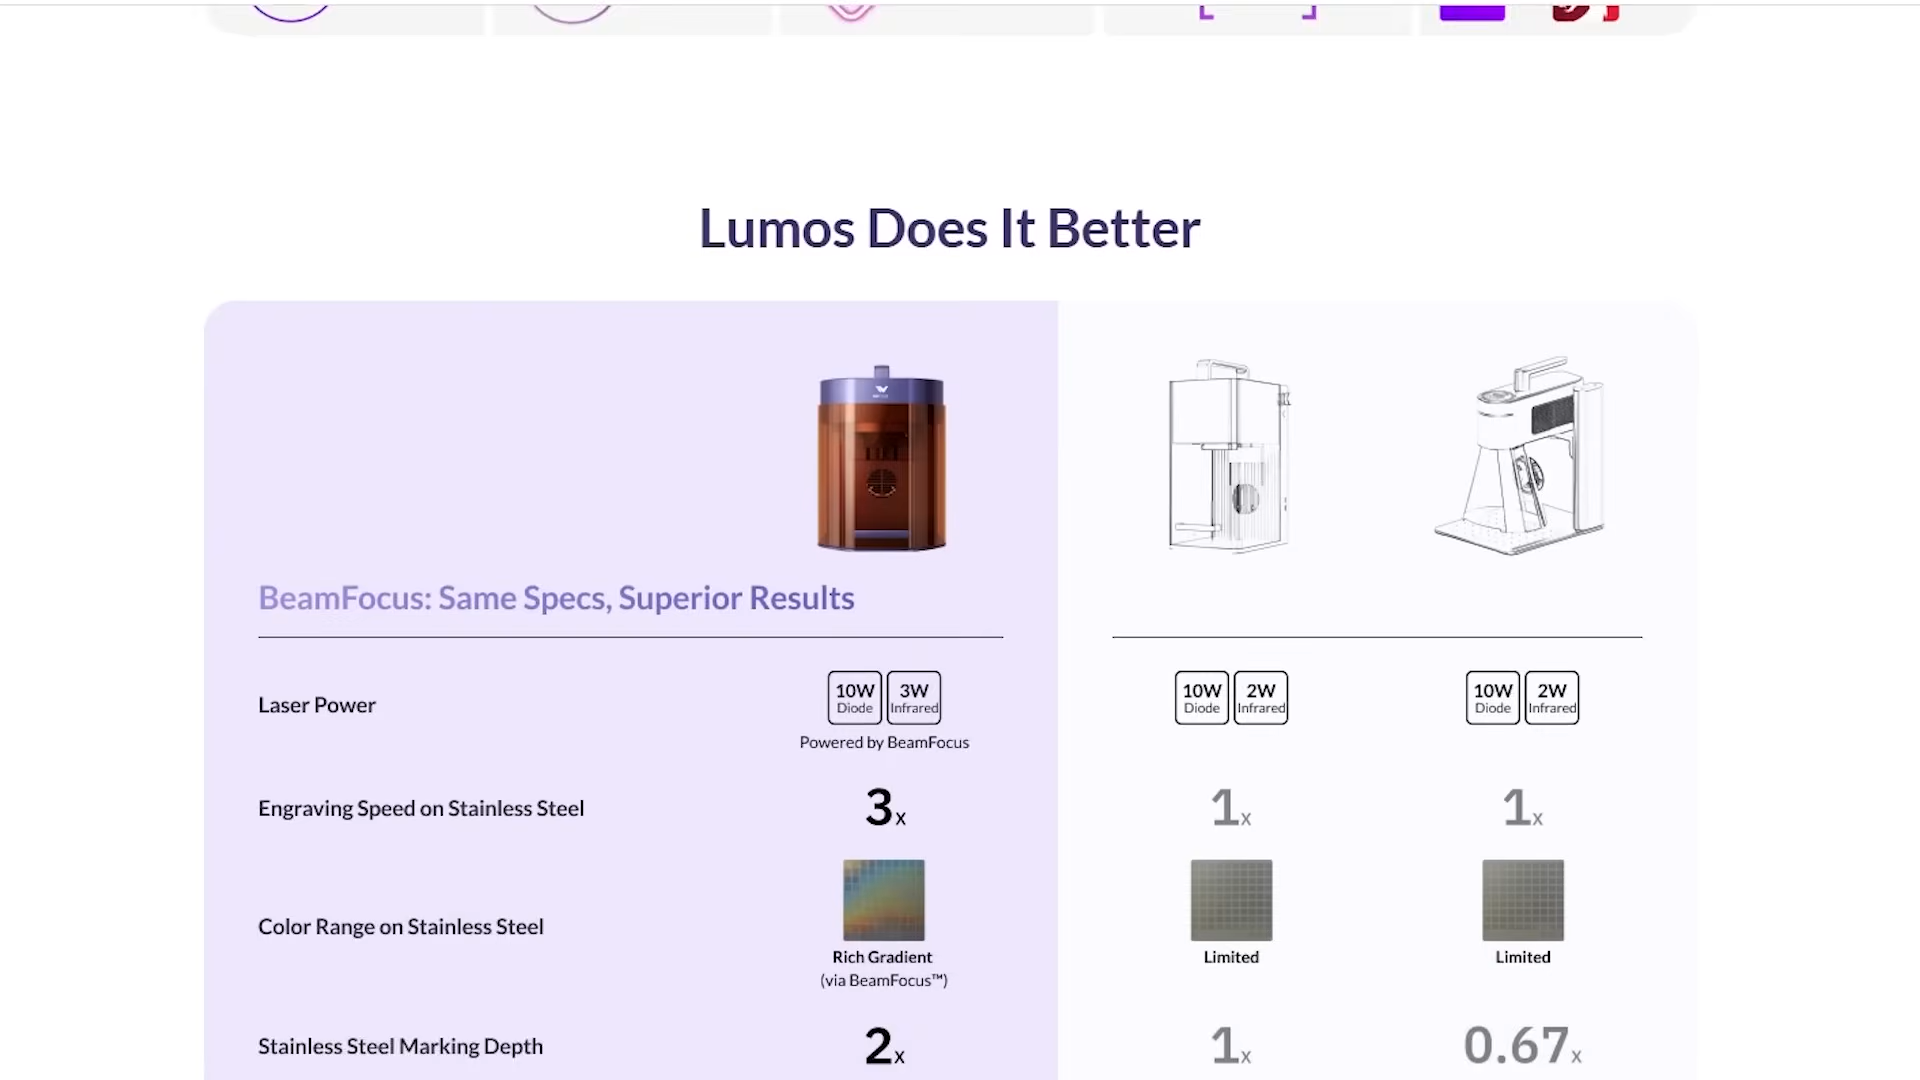 Lumos Does It Better
BeamFocus: Same Specs, Superior Results
Laser Power
10W Diode
3W Infrared
Powered by BeamFocus
10W Diode
2W Infrared
10W Diode
2W Infrared
Engraving Speed on Stainless Steel
3x
1x
1x
Color Range on Stainless Steel
Rich Gradient
(via BeamFocus™)
Limited
Limited
Stainless Steel Marking Depth
2x
1x
0.67x